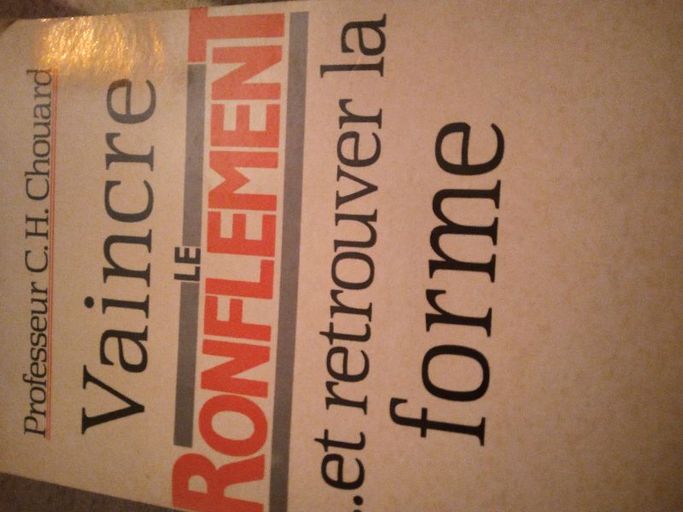 Professeur C.H. Chouard
Vaincre
LE
RONFLEMENT
...et retrouver la
forme